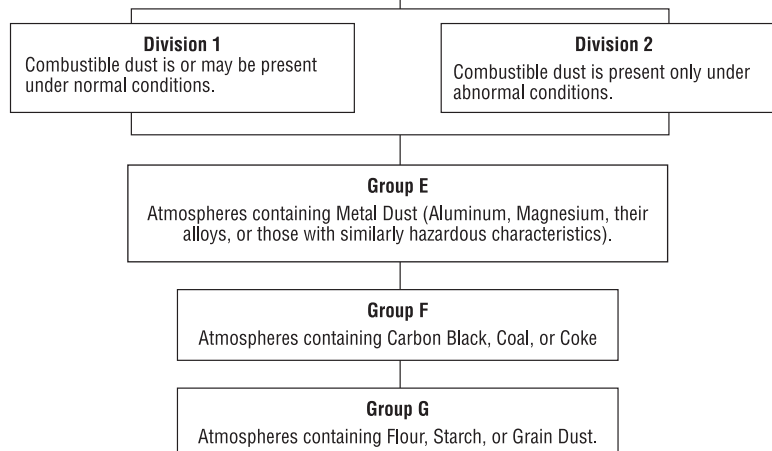 Division 1
Combustible dust is or may be present
under normal conditions.
Division 2
Combustible dust is present only under
abnormal conditions.
Group E
Atmospheres containing Metal Dust (Aluminum, Magnesium, their
alloys, or those with similarly hazardous characteristics).
Group F
Atmospheres containing Carbon Black, Coal, or Coke
Group G
Atmospheres containing Flour, Starch, or Grain Dust.